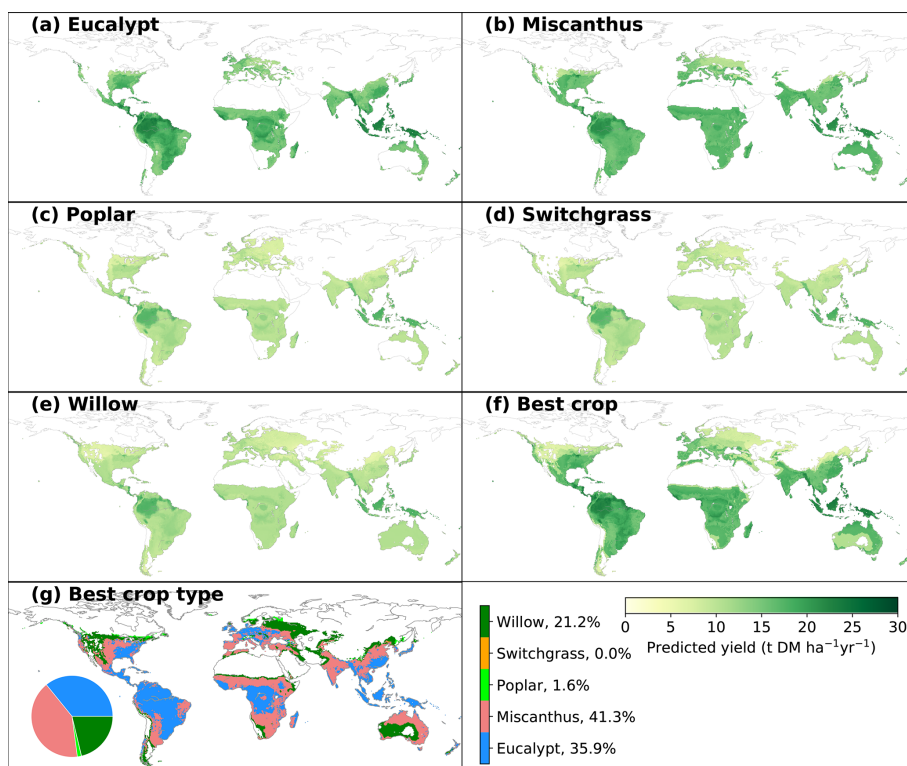 (a) Eucalypt
(b) Miscanthus
(c) Poplar
(d) Switchgrass
(e) Willow
(f) Best crop
(g) Best crop type
Willow, 21.2%
Switchgrass, 0.0%
Poplar, 1.6%
Miscanthus, 41.3%
Eucalypt, 35.9%
0 5 10 15 20 25 30
Predicted yield (t DM ha⁻¹yr⁻¹)